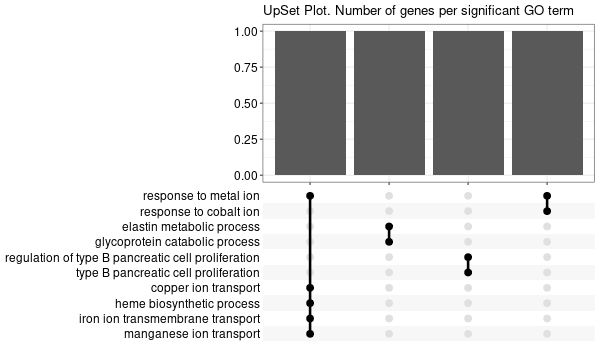 UpSet Plot. Number of genes per significant GO term
1.00
0.75
0.50
0.25
0.00
response to metal ion
response to cobalt ion
elastin metabolic process
glycoprotein catabolic process
regulation of type B pancreatic cell proliferation
type B pancreatic cell proliferation
copper ion transport
heme biosynthetic process
iron ion transmembrane transport
manganese ion transport